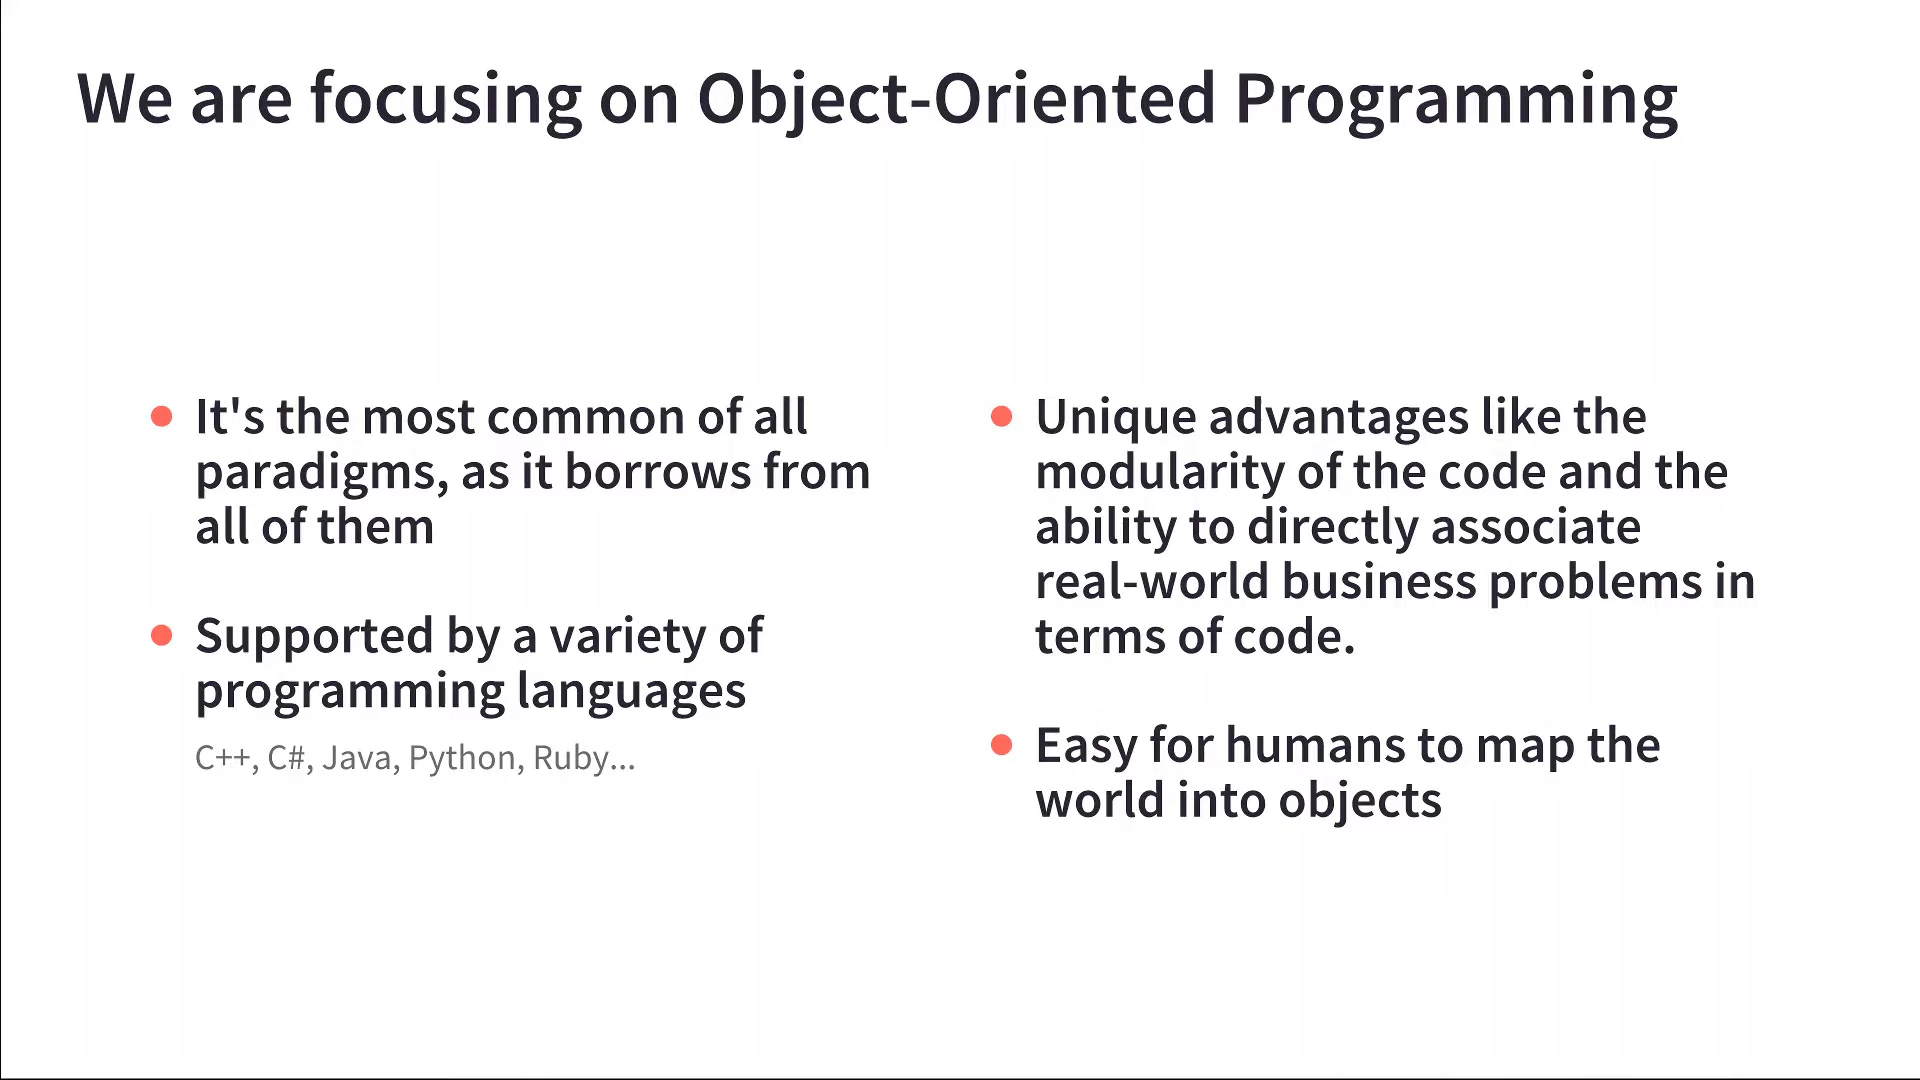 We are focusing on Object-Oriented Programming
It's the most common of all
paradigms, as it borrows from
all of them
Supported by a variety of
programming languages
C++, C#, Java, Python, Ruby...
Unique advantages like the
modularity of the code and the
ability to directly associate
real-world business problems in
terms of code.
Easy for humans to map the
world into objects